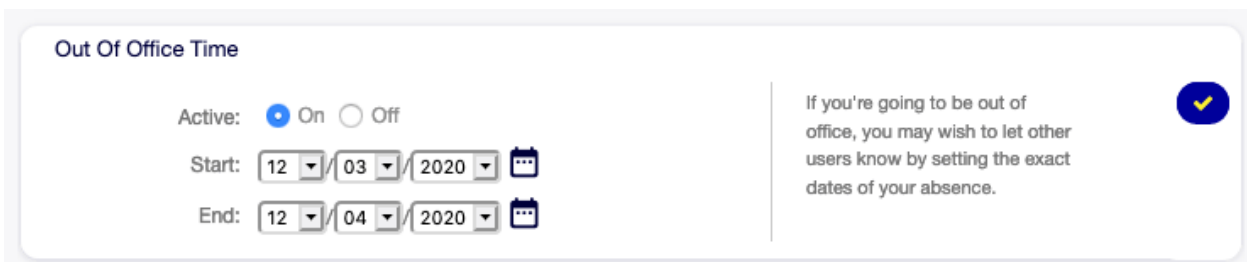 Out Of Office Time
Active: On Off
Start: 12 / 03 / 2020
End: 12 / 04 / 2020
If you're going to be out of
office, you may wish to let other
users know by setting the exact
dates of your absence.